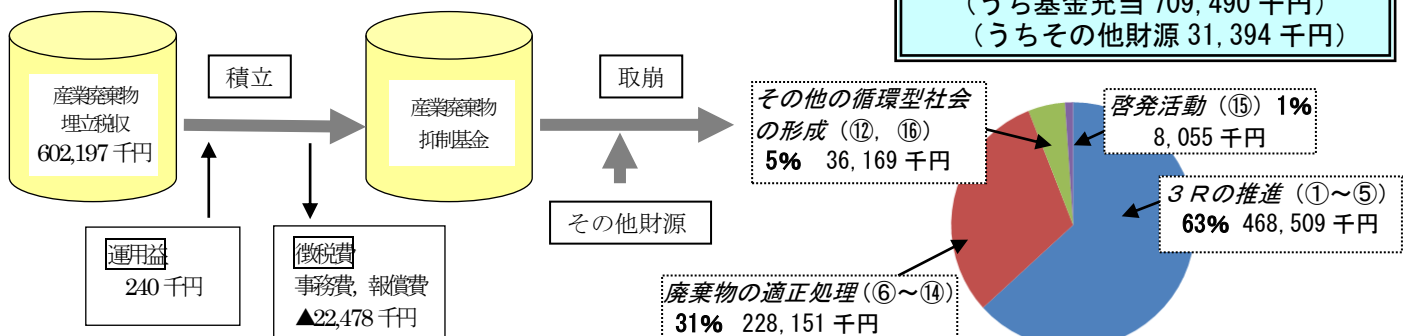 （うち基金充当 709,490 千円）
（うちその他財源 31,394 千円）
産業廃棄物
埋立税収
602,197 千円
積立
産業廃棄物
抑制基金
取崩
その他財源
運用益
240 千円
徴税費
事務費，報償費
▲22,478 千円
その他の循環型社会
の形成（⑫，⑯）
5% 36,169 千円
啓発活動（⑮）1%
8,055 千円
３Ｒの推進（①～⑤）
63% 468,509 千円
廃棄物の適正処理（⑥～⑭）
31% 228,151 千円